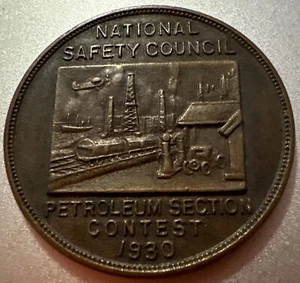 NATIONAL
SAFETY COUNCIL
PETROLEUM SECTION
CONTEST
1930